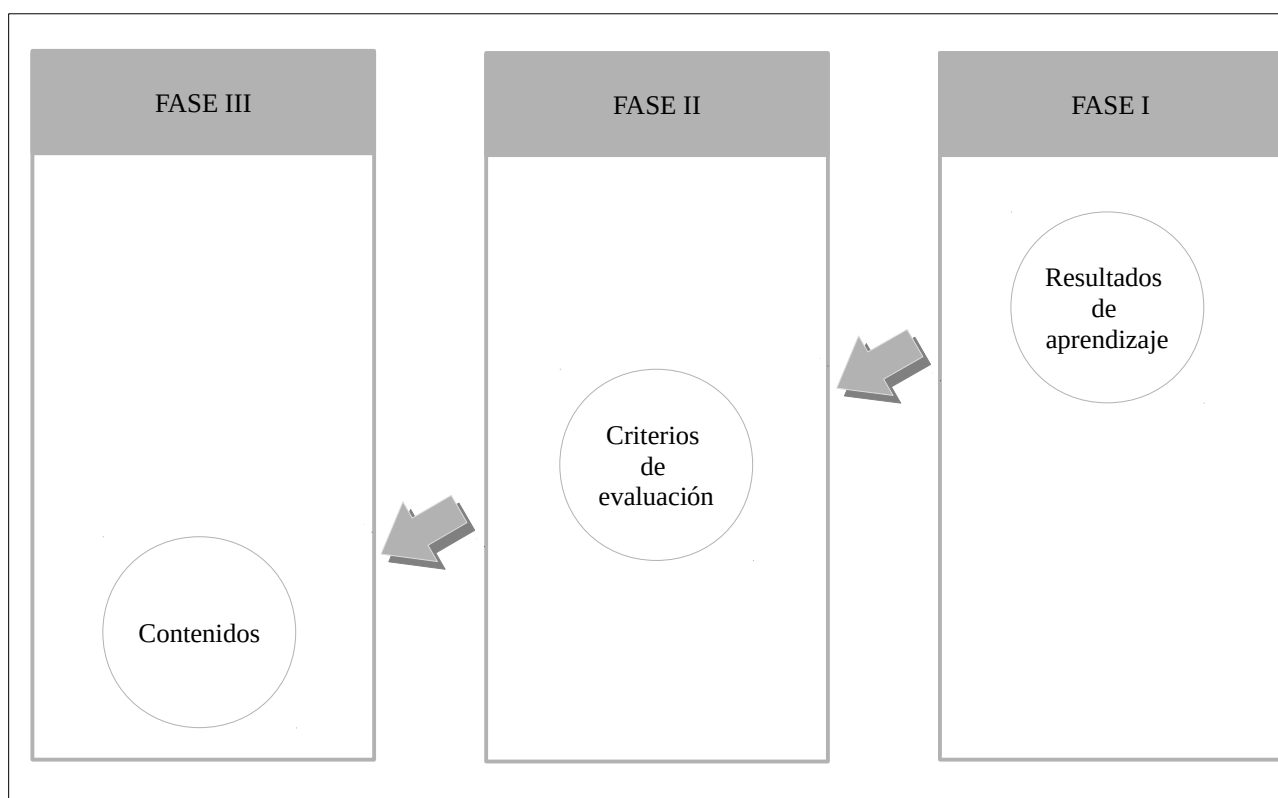 FASE III
FASE II
FASE I
Resultados
de
aprendizaje
Criterios
de
evaluación
Contenidos